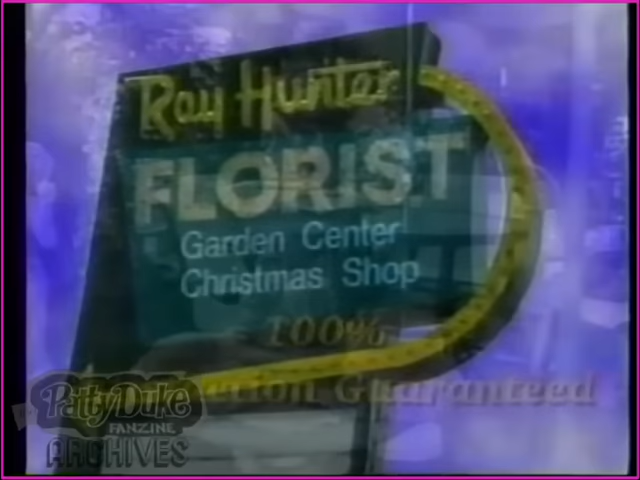 Ray Hunter
FLORIST
Garden Center
Christmas Shop
100%
Guaranteed
PattyDuke
FANZINE
ARCHIVES